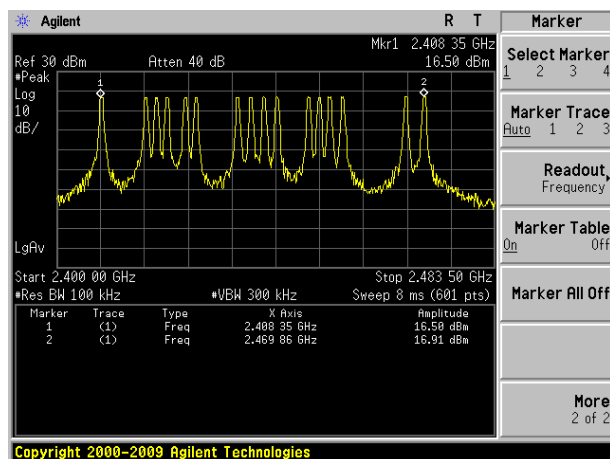 Agilent R T Marker
Mkr1 2.408 35 GHz
Ref 30 dBm Atten 40 dB 16.50 dBm
#Peak
Log
10
dB/
1
2
LgAv
Start 2.400 00 GHz Stop 2.483 50 GHz
#Res BW 100 kHz #VBW 300 kHz Sweep 8 ms (601 pts)
Marker Trace Type X Axis Amplitude
1 (1) Freq 2.408 35 GHz 16.50 dBm
2 (1) Freq 2.469 86 GHz 16.91 dBm
Select Marker
1 2 3 4
Marker Trace
Auto 1 2 3
Readout
Frequency
Marker Table
On Off
Marker All Off
More
2 of 2
Copyright 2000-2009 Agilent Technologies